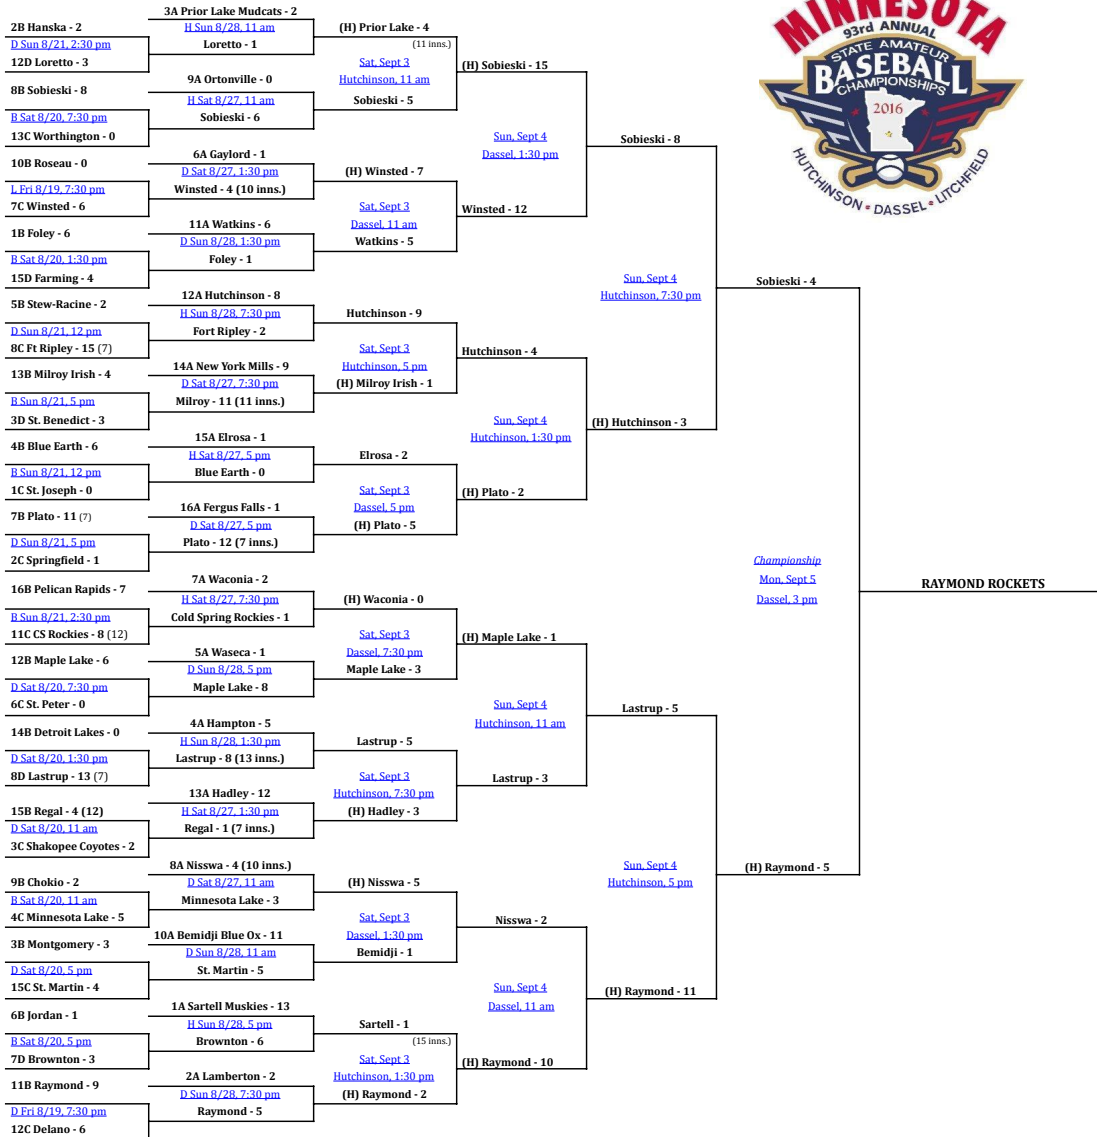 MINNESOTA
93rd ANNUAL
STATE AMATEUR
BASEBALL
CHAMPIONSHIPS
2016
HUTCHINSON • DASSEL • LITCHFIELD
2B Hanska - 2
D Sun 8/21, 2:30 pm
12D Loretto - 3
8B Sobieski - 8
B Sat 8/20, 7:30 pm
13C Worthington - 0
10B Roseau - 0
L Fri 8/19, 7:30 pm
7C Winsted - 6
1B Foley - 6
B Sat 8/20, 1:30 pm
15D Farming - 4
5B Stew-Racine - 2
D Sun 8/21, 12 pm
8C Ft Ripley - 15 (7)
13B Milroy Irish - 4
B Sun 8/21, 5 pm
3D St. Benedict - 3
4B Blue Earth - 6
B Sun 8/21, 12 pm
1C St. Joseph - 0
7B Plato - 11 (7)
D Sun 8/21, 5 pm
2C Springfield - 1
16B Pelican Rapids - 7
B Sun 8/21, 2:30 pm
11C CS Rockies - 8 (12)
12B Maple Lake - 6
D Sat 8/20, 7:30 pm
6C St. Peter - 0
14B Detroit Lakes - 0
D Sat 8/20, 1:30 pm
8D Lastrup - 13 (7)
15B Regal - 4 (12)
D Sat 8/20, 11 am
3C Shakopee Coyotes - 2
9B Chokio - 2
B Sat 8/20, 11 am
4C Minnesota Lake - 5
3B Montgomery - 3
D Sat 8/20, 5 pm
15C St. Martin - 4
6B Jordan - 1
B Sat 8/20, 5 pm
7D Brownton - 3
11B Raymond - 9
D Fri 8/19, 7:30 pm
12C Delano - 6
3A Prior Lake Mudcats - 2
H Sun 8/28, 11 am
Loretto - 1
9A Ortonville - 0
H Sat 8/27, 11 am
Sobieski - 6
6A Gaylord - 1
D Sat 8/27, 1:30 pm
Winsted - 4 (10 inns.)
11A Watkins - 6
D Sun 8/28, 1:30 pm
Foley - 1
12A Hutchinson - 8
H Sun 8/28, 7:30 pm
Fort Ripley - 2
14A New York Mills - 9
D Sat 8/27, 7:30 pm
Milroy - 11 (11 inns.)
15A Elrosa - 1
H Sat 8/27, 5 pm
Blue Earth - 0
16A Fergus Falls - 1
D Sat 8/27, 5 pm
Plato - 12 (7 inns.)
7A Waconia - 2
H Sat 8/27, 7:30 pm
Cold Spring Rockies - 1
5A Waseca - 1
D Sun 8/28, 5 pm
Maple Lake - 8
4A Hampton - 5
H Sun 8/28, 1:30 pm
Lastrup - 8 (13 inns.)
13A Hadley - 12
H Sat 8/27, 1:30 pm
Regal - 1 (7 inns.)
8A Nisswa - 4 (10 inns.)
D Sat 8/27, 11 am
Minnesota Lake - 3
10A Bemidji Blue Ox - 11
D Sun 8/28, 11 am
St. Martin - 5
1A Sartell Muskies - 13
H Sun 8/28, 5 pm
Brownton - 6
2A Lamberton - 2
D Sun 8/28, 7:30 pm
Raymond - 5
(H) Prior Lake - 4
(11 inns.)
Sat, Sept 3
Hutchinson, 11 am
Sobieski - 5
(H) Winsted - 7
Sat, Sept 3
Dassel, 11 am
Watkins - 5
Hutchinson - 9
Sat, Sept 3
Hutchinson, 5 pm
(H) Milroy Irish - 1
Elrosa - 2
Sat, Sept 3
Dassel, 5 pm
(H) Plato - 5
(H) Waconia - 0
Sat, Sept 3
Dassel, 7:30 pm
Maple Lake - 3
Lastrup - 5
Sat, Sept 3
Hutchinson, 7:30 pm
(H) Hadley - 3
(H) Nisswa - 5
Sat, Sept 3
Dassel, 1:30 pm
Bemidji - 1
Sartell - 1
(15 inns.)
Sat, Sept 3
Hutchinson, 1:30 pm
(H) Raymond - 2
(H) Sobieski - 15
Sun, Sept 4
Dassel, 1:30 pm
Winsted - 12
Hutchinson - 4
Sun, Sept 4
Hutchinson, 1:30 pm
(H) Plato - 2
(H) Maple Lake - 1
Sun, Sept 4
Hutchinson, 11 am
Lastrup - 3
Nisswa - 2
Sun, Sept 4
Dassel, 11 am
(H) Raymond - 10
Sobieski - 8
Sun, Sept 4
Hutchinson, 7:30 pm
(H) Hutchinson - 3
Lastrup - 5
Sun, Sept 4
Hutchinson, 5 pm
(H) Raymond - 11
Sobieski - 4
Championship
Mon, Sept 5
Dassel, 3 pm
(H) Raymond - 5
RAYMOND ROCKETS